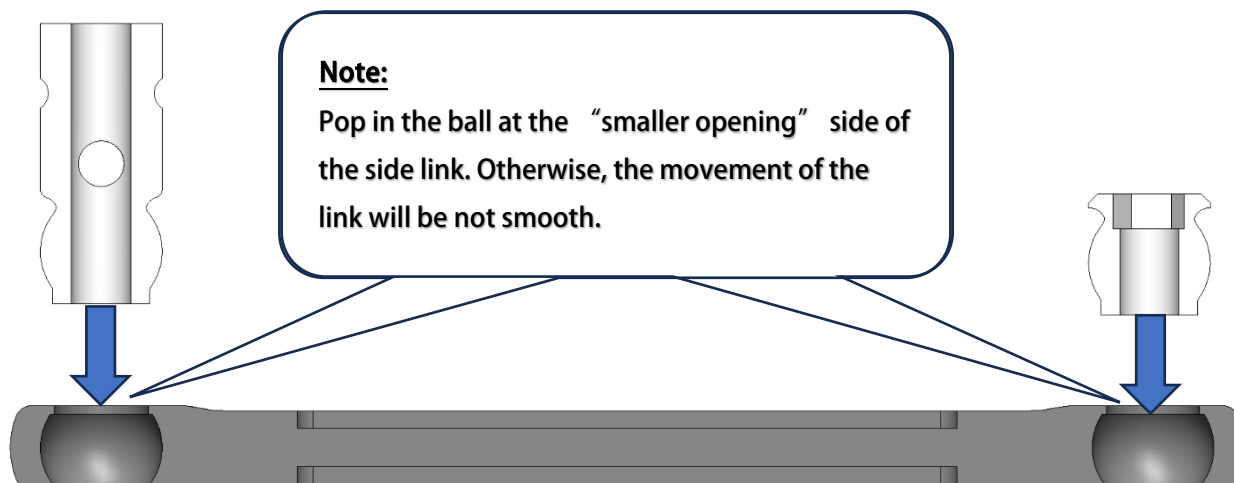 Note:
Pop in the ball at the “smaller opening” side of
the side link. Otherwise, the movement of the
link will be not smooth.